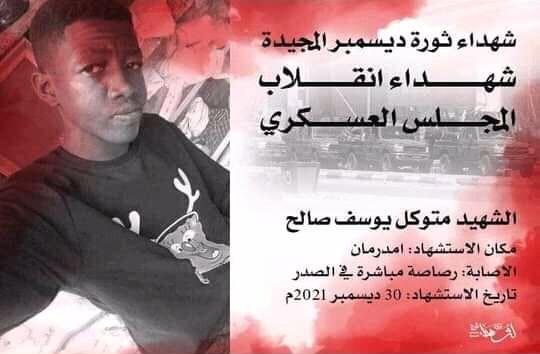 شهداء ثورة ديسمبر المجيدة
شهداء انقلاب
المجلس العسكري
الشهيد متوكل يوسف صالح
مكان الاستشهاد: امدرمان
الاصابة: رصاصة مباشرة في الصدر
تاريخ الاستشهاد: 30 ديسمبر 2021م